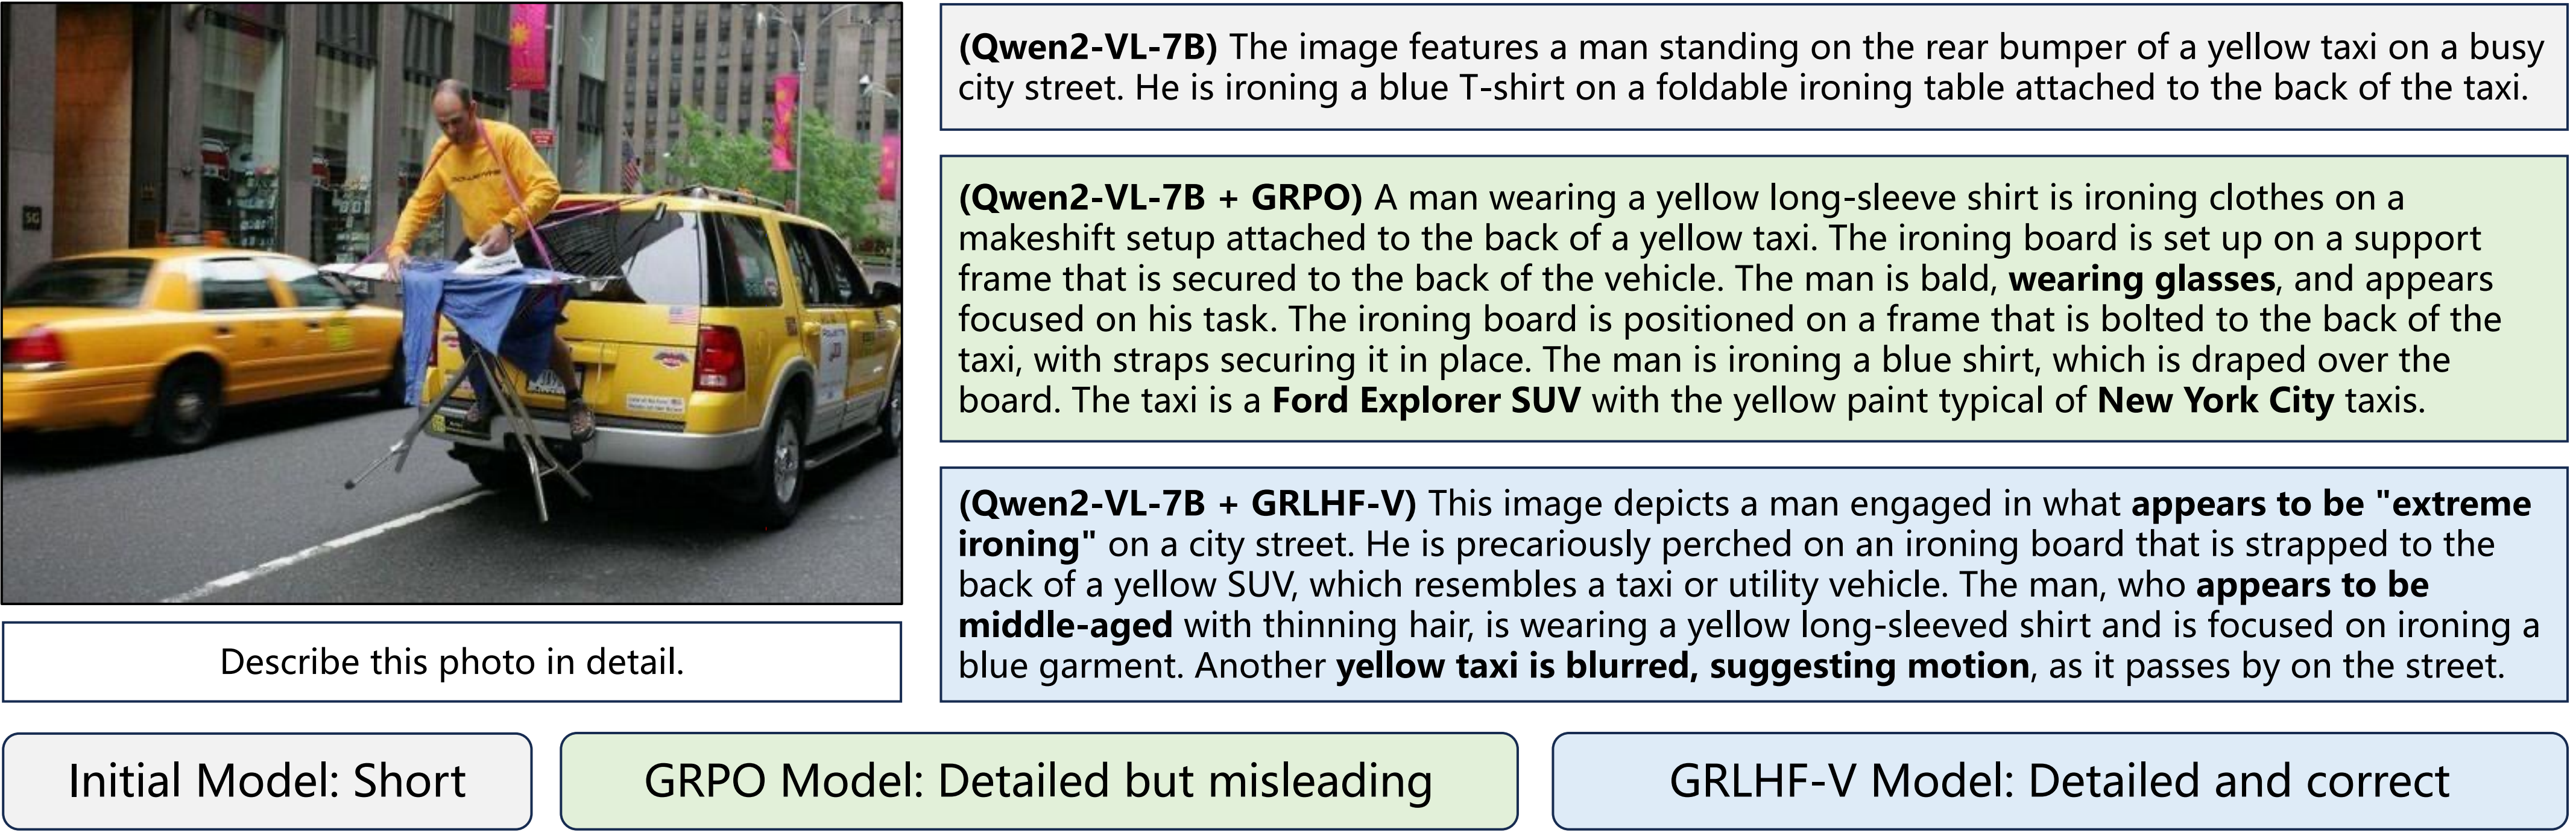 SG
Describe this photo in detail.
(Qwen2-VL-7B) The image features a man standing on the rear bumper of a yellow taxi on a busy
city street. He is ironing a blue T-shirt on a foldable ironing table attached to the back of the taxi.
(Qwen2-VL-7B + GRPO) A man wearing a yellow long-sleeve shirt is ironing clothes on a
makeshift setup attached to the back of a yellow taxi. The ironing board is set up on a support
frame that is secured to the back of the vehicle. The man is bald, wearing glasses, and appears
focused on his task. The ironing board is positioned on a frame that is bolted to the back of the
taxi, with straps securing it in place. The man is ironing a blue shirt, which is draped over the
board. The taxi is a Ford Explorer SUV with the yellow paint typical of New York City taxis.
(Qwen2-VL-7B + GRLHF-V) This image depicts a man engaged in what appears to be "extreme
ironing" on a city street. He is precariously perched on an ironing board that is strapped to the
back of a yellow SUV, which resembles a taxi or utility vehicle. The man, who appears to be
middle-aged with thinning hair, is wearing a yellow long-sleeved shirt and is focused on ironing a
blue garment. Another yellow taxi is blurred, suggesting motion, as it passes by on the street.
Initial Model: Short
GRPO Model: Detailed but misleading
GRLHF-V Model: Detailed and correct